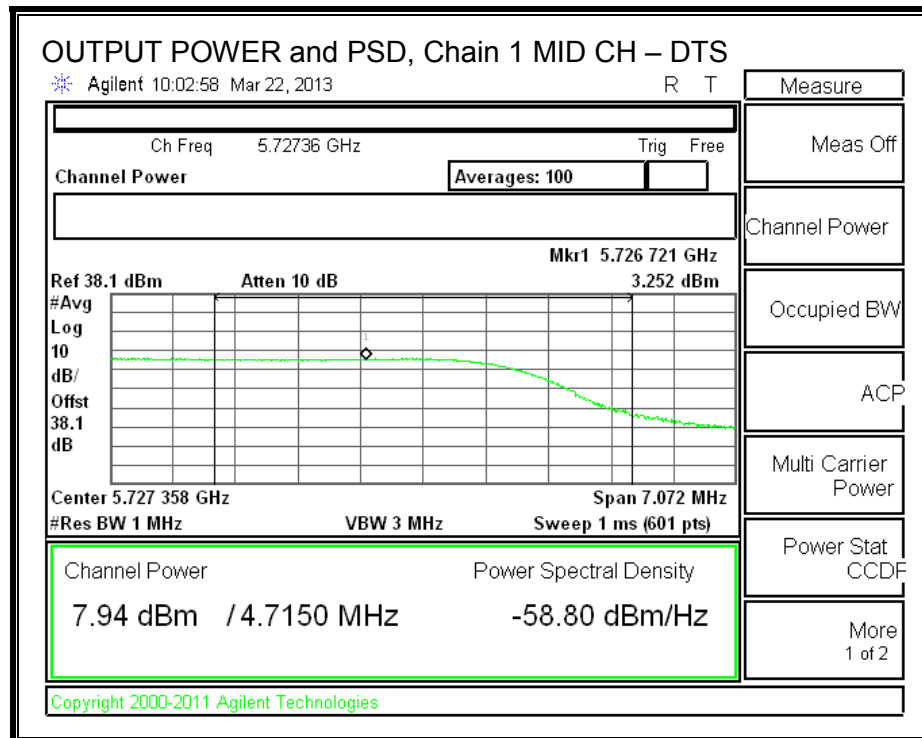 OUTPUT POWER and PSD, Chain 1 MID CH – DTS
Agilent 10:02:58 Mar 22, 2013 R T
Measure
Ch Freq 5.72736 GHz Trig Free
Meas Off
Channel Power Averages: 100
Channel Power
Mkr1 5.726 721 GHz
Ref 38.1 dBm Atten 10 dB 3.252 dBm
#Avg
Log
10
dB/
Offst
38.1
dB
1
Occupied BW
ACP
Center 5.727 358 GHz Span 7.072 MHz
#Res BW 1 MHz VBW 3 MHz Sweep 1 ms (601 pts)
Multi Carrier
Power
Channel Power Power Spectral Density
7.94 dBm / 4.7150 MHz -58.80 dBm/Hz
Power Stat
CCDF
More
1 of 2
Copyright 2000-2011 Agilent Technologies